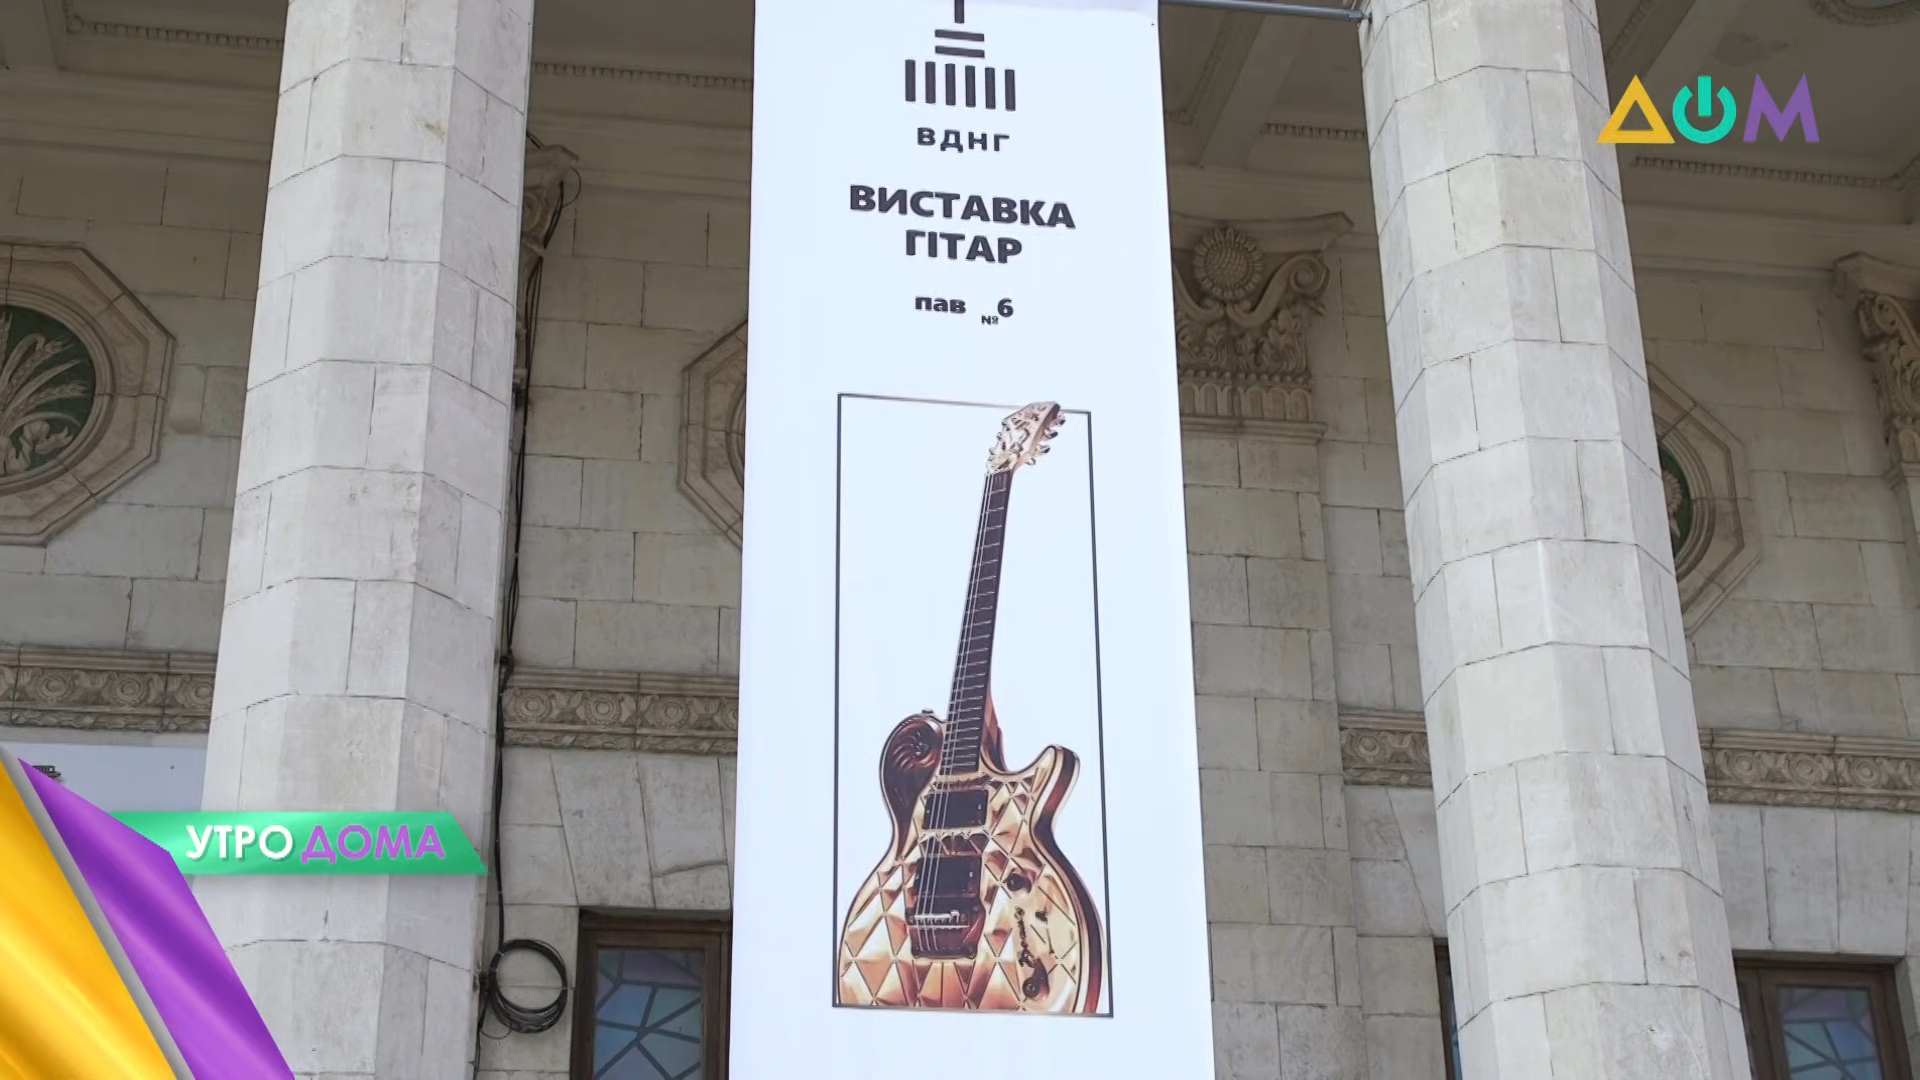 ВДНГ
ВИСТАВКА
ГІТАР
пав №6
ДОМ
УТРО ДОМА